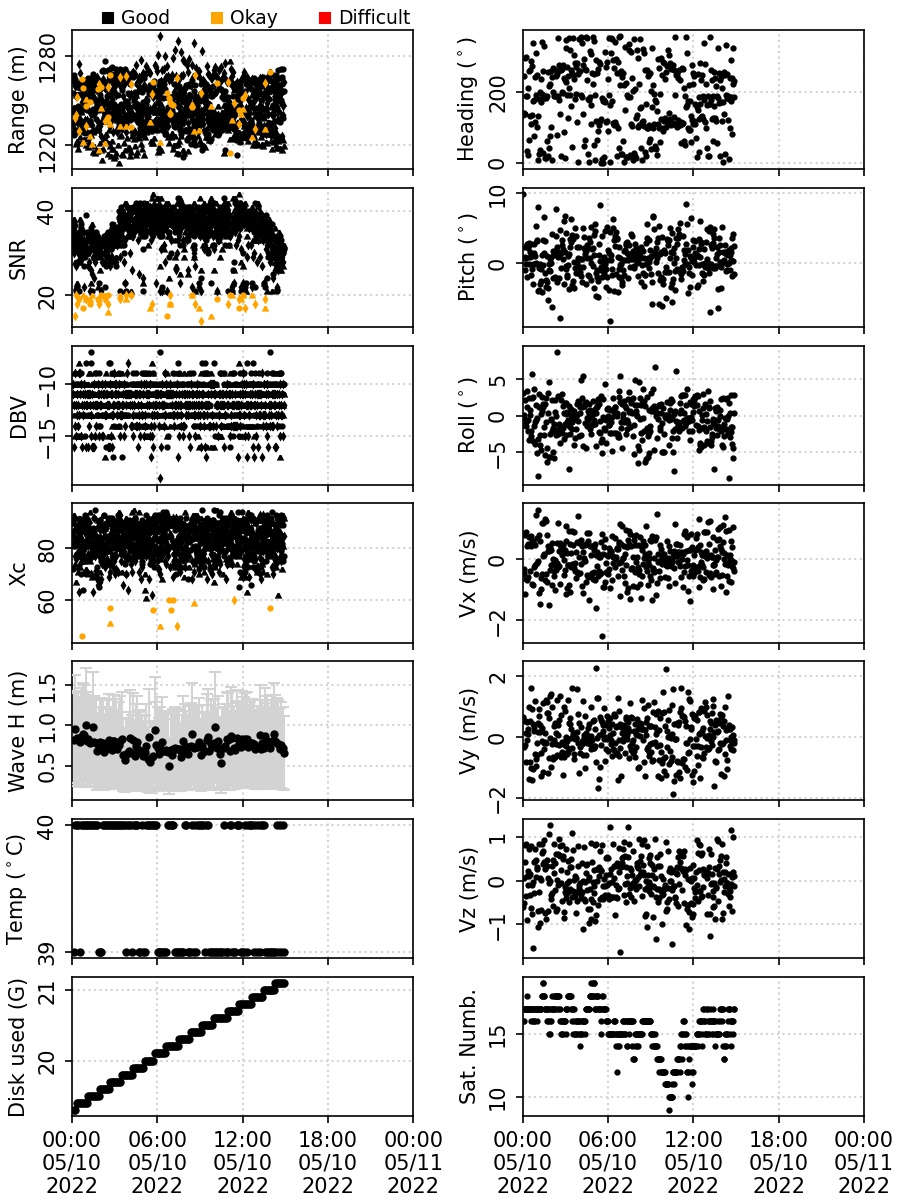 Good Okay Difficult
Range (m) 1280 1220
Heading (°) 200 0
SNR 40 20
Pitch (°) 10 0
DBV −10 −15
Roll (°) 5 0 −5
Xc 80 60
Vx (m/s) 0 −2
Wave H (m) 1.5 1.0 0.5
Vy (m/s) 2 0 −2
Temp (°C) 40 39
Vz (m/s) 1 0 −1
Disk used (G) 21 20
Sat. Numb. 15 10
00:00 06:00 12:00 18:00 00:00 00:00 06:00 12:00 18:00 00:00
05/10 05/10 05/10 05/10 05/11 05/10 05/10 05/10 05/10 05/11
2022 2022 2022 2022 2022 2022 2022 2022 2022 2022